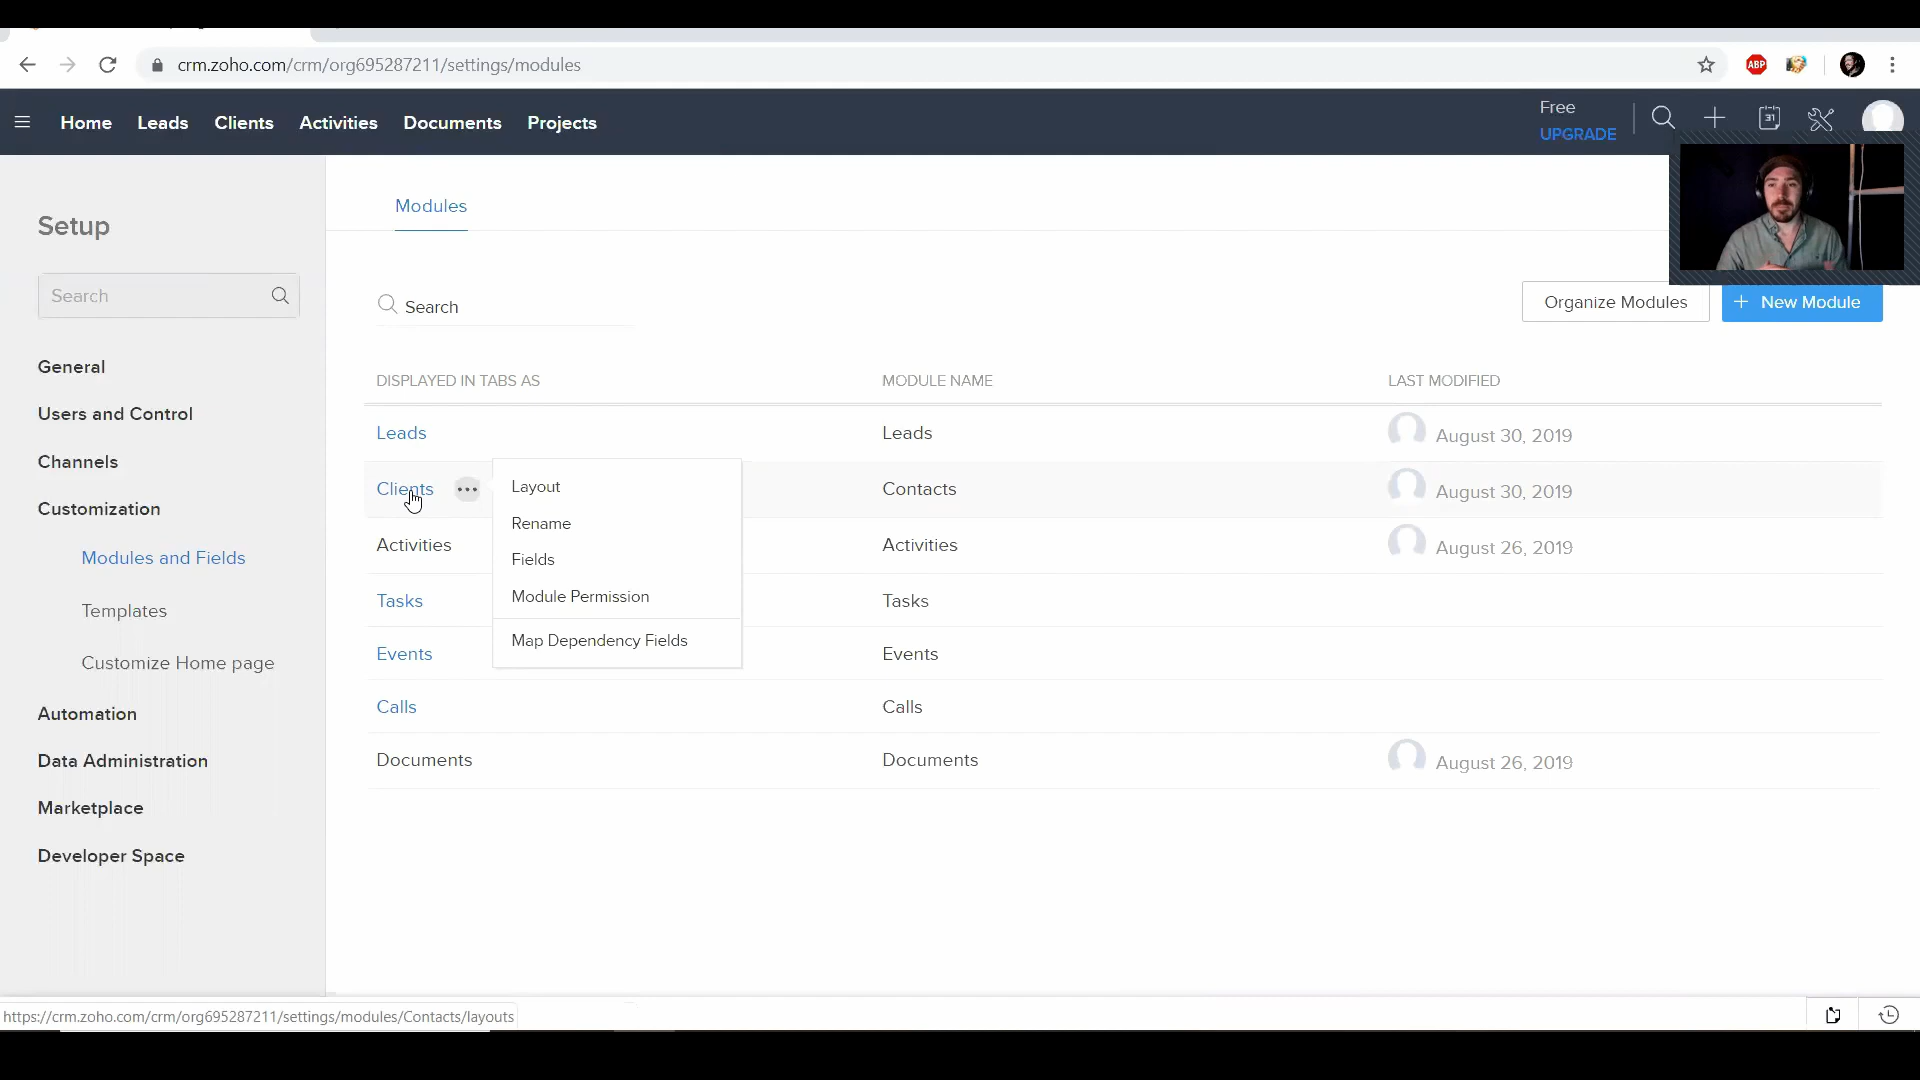 crm.zoho.com/crm/org695287211/settings/modules
ABP
Home Leads Clients Activities Documents Projects
Free
UPGRADE
31
Setup
Search
General
Users and Control
Channels
Customization
Modules and Fields
Templates
Customize Home page
Automation
Data Administration
Marketplace
Developer Space
Modules
Search
Organize Modules
+ New Module
DISPLAYED IN TABS AS MODULE NAME LAST MODIFIED
Leads Leads August 30, 2019
Clients ... Contacts August 30, 2019
Activities Activities August 26, 2019
Tasks Tasks
Events Events
Calls Calls
Documents Documents August 26, 2019
Layout
Rename
Fields
Module Permission
Map Dependency Fields
https://crm.zoho.com/crm/org695287211/settings/modules/Contacts/layouts